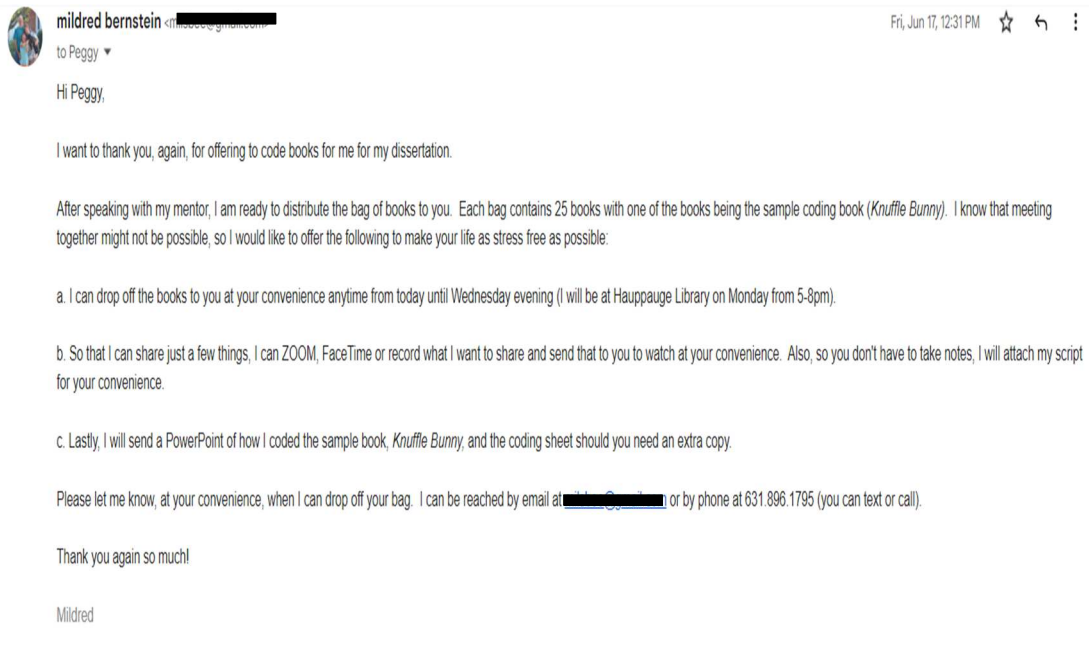 mildred bernstein
Fri, Jun 17, 12:31 PM
to Peggy
Hi Peggy,
I want to thank you, again, for offering to code books for me for my dissertation.
After speaking with my mentor, I am ready to distribute the bag of books to you.  Each bag contains 25 books with one of the books being the sample coding book (Knuffle Bunny).  I know that meeting
together might not be possible, so I would like to offer the following to make your life as stress free as possible:
a. I can drop off the books to you at your convenience anytime from today until Wednesday evening (I will be at Hauppauge Library on Monday from 5-8pm).
b. So that I can share just a few things, I can ZOOM, FaceTime or record what I want to share and send that to you to watch at your convenience.  Also, so you don't have to take notes, I will attach my script
for your convenience.
c. Lastly, I will send a PowerPoint of how I coded the sample book, Knuffle Bunny, and the coding sheet should you need an extra copy.
Please let me know, at your convenience, when I can drop off your bag.  I can be reached by email at or by phone at 631.896.1795 (you can text or call).
Thank you again so much!
Mildred